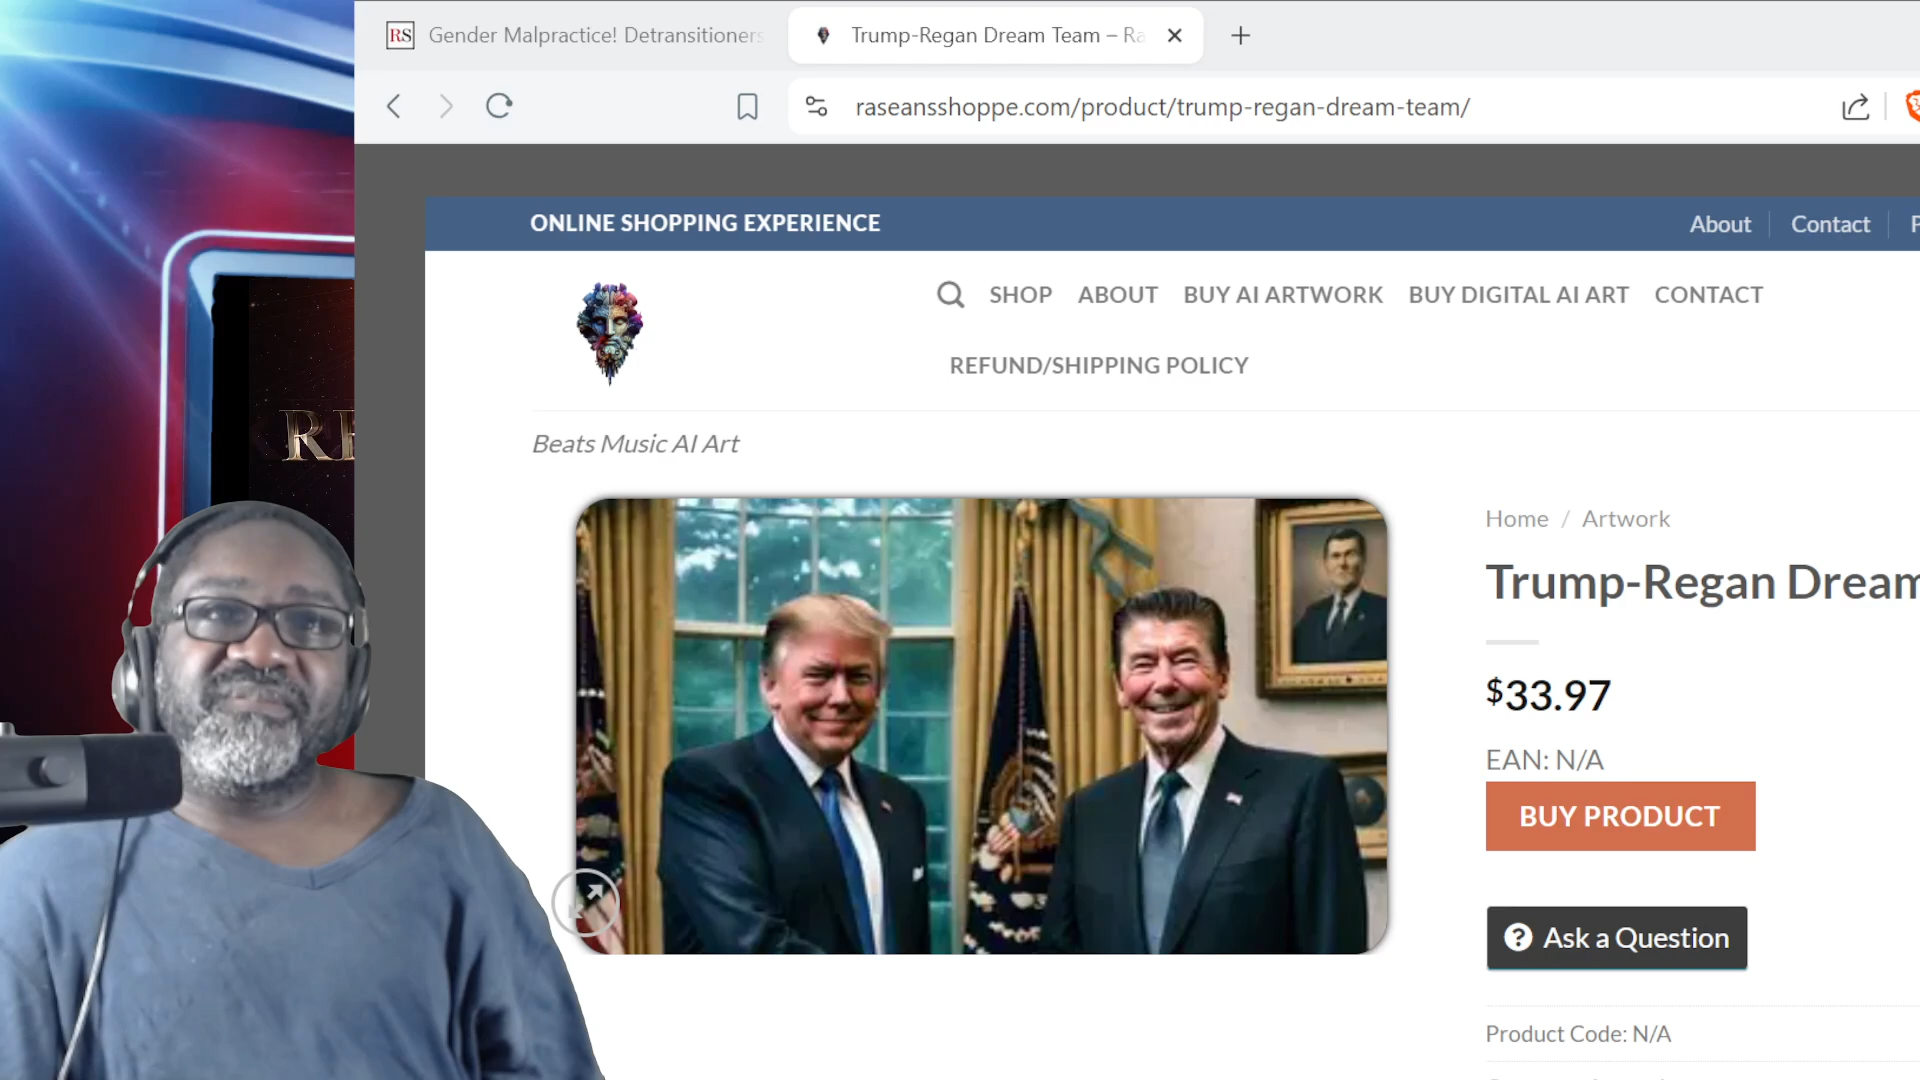 RS Gender Malpractice! Detransitioners
Trump-Regan Dream Team – Ra
raseansshoppe.com/product/trump-regan-dream-team/
ONLINE SHOPPING EXPERIENCE
About
Contact
SHOP
ABOUT
BUY AI ARTWORK
BUY DIGITAL AI ART
CONTACT
REFUND/SHIPPING POLICY
Beats Music AI Art
Home / Artwork
Trump-Regan Dream
$33.97
EAN: N/A
BUY PRODUCT
Ask a Question
Product Code: N/A